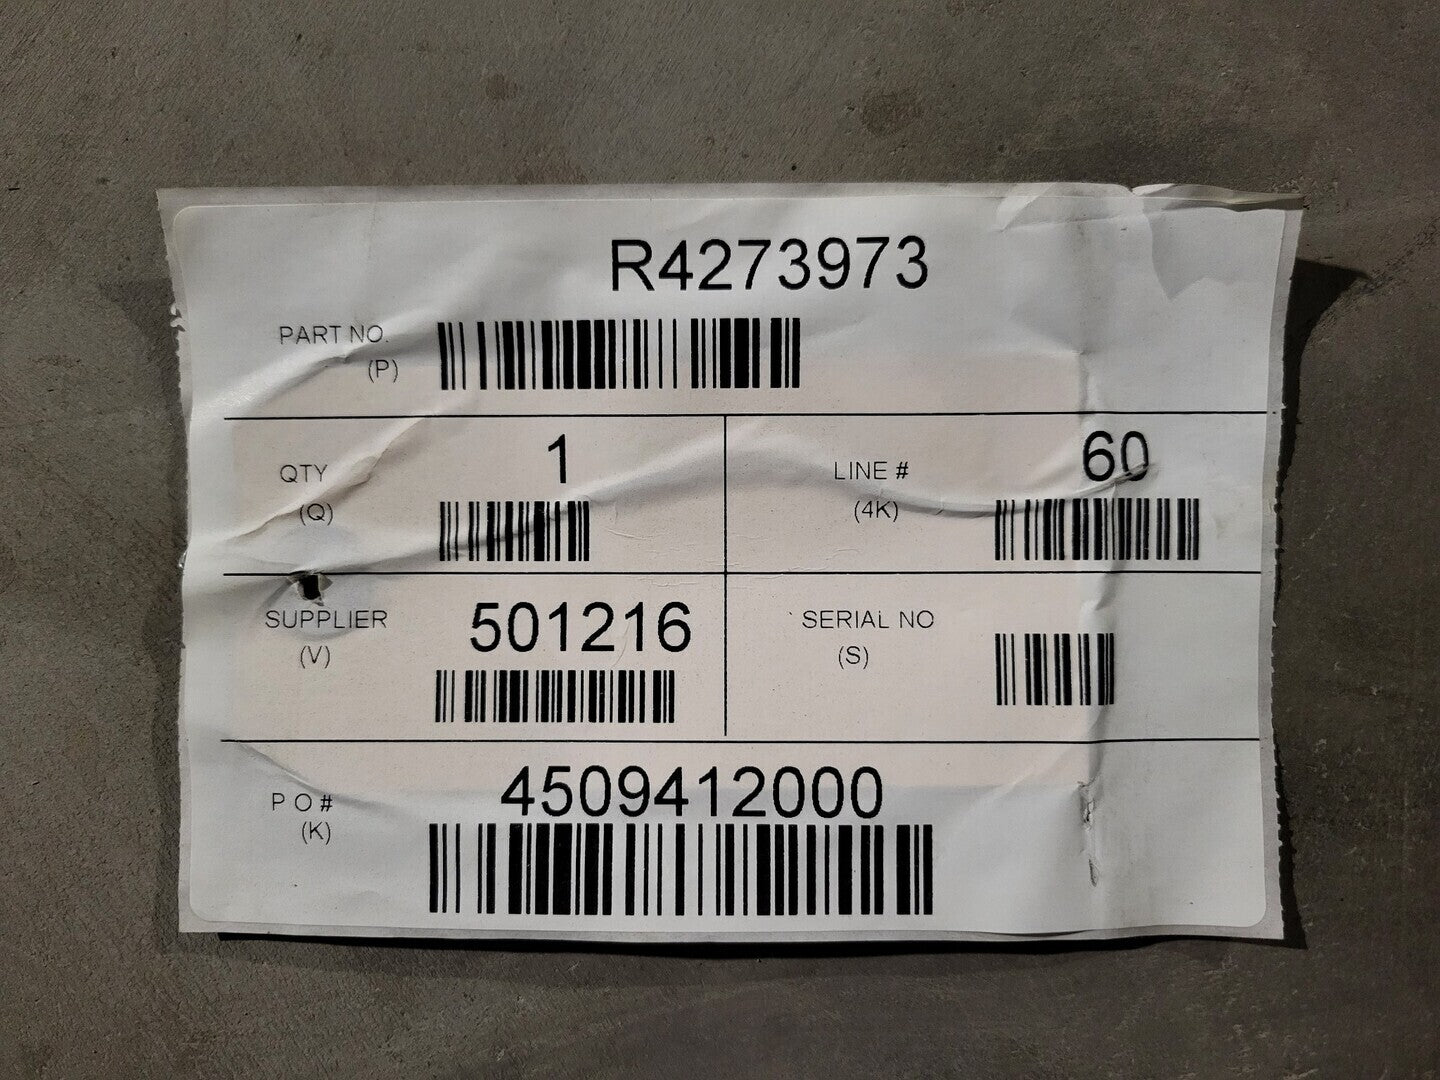 R4273973
PART NO.
(P)
QTY
1
(Q)
LINE #
60
(4K)
SUPPLIER
501216
(V)
SERIAL NO
(S)
P O #
4509412000
(K)